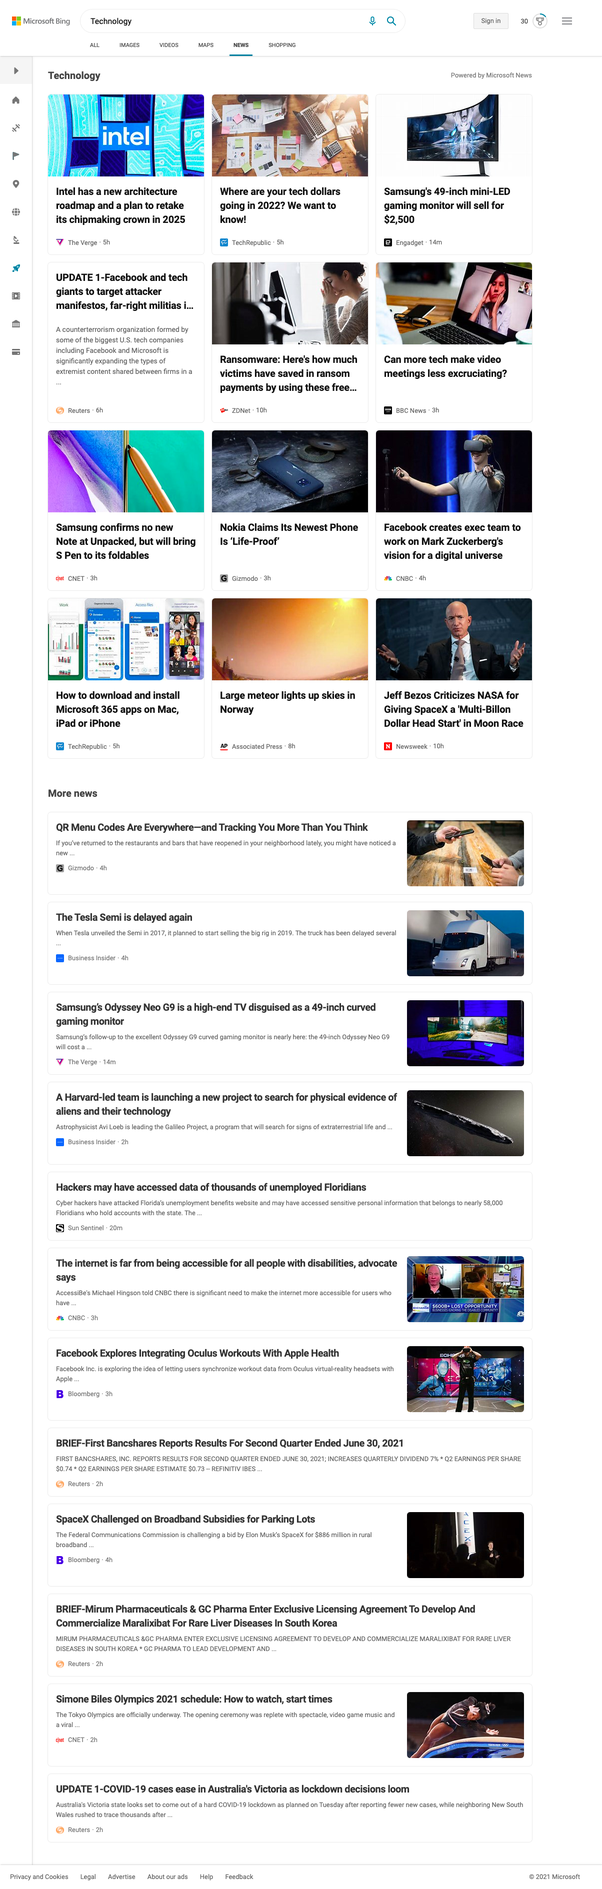 Microsoft Bing
Technology
Sign in
30
ALL
IMAGES
VIDEOS
MAPS
NEWS
SHOPPING
Technology
Powered by Microsoft News
intel
Intel has a new architecture
roadmap and a plan to retake
its chipmaking crown in 2025
The Verge · 5h
Where are your tech dollars
going in 2022? We want to
know!
TechRepublic · 5h
Samsung's 49-inch mini-LED
gaming monitor will sell for
$2,500
Engadget · 14m
UPDATE 1-Facebook and tech
giants to target attacker
manifestos, far-right militias i...
A counterterrorism organization formed by
some of the biggest U.S. tech companies
including Facebook and Microsoft is
significantly expanding the types of
extremist content shared between firms in a
...
Reuters · 6h
Ransomware: Here's how much
victims have saved in ransom
payments by using these free...
ZDNet · 10h
Can more tech make video
meetings less excruciating?
BBC News · 3h
Samsung confirms no new
Note at Unpacked, but will bring
S Pen to its foldables
CNET · 3h
Nokia Claims Its Newest Phone
Is ‘Life-Proof’
Gizmodo · 3h
Facebook creates exec team to
work on Mark Zuckerberg's
vision for a digital universe
CNBC · 4h
How to download and install
Microsoft 365 apps on Mac,
iPad or iPhone
TechRepublic · 5h
Large meteor lights up skies in
Norway
AP
Associated Press · 8h
Jeff Bezos Criticizes NASA for
Giving SpaceX a 'Multi-Billon
Dollar Head Start' in Moon Race
Newsweek · 10h
More news
QR Menu Codes Are Everywhere—and Tracking You More Than You Think
If you've returned to the restaurants and bars that have reopened in your neighborhood lately, you might have noticed a
new ...
Gizmodo · 4h
The Tesla Semi is delayed again
When Tesla unveiled the Semi in 2017, it planned to start selling the big rig in 2019. The truck has been delayed several
...
Business Insider · 4h
Samsung's Odyssey Neo G9 is a high-end TV disguised as a 49-inch curved
gaming monitor
Samsung's follow-up to the excellent Odyssey G9 curved gaming monitor is nearly here: the 49-inch Odyssey Neo G9
will cost a ...
The Verge · 14m
A Harvard-led team is launching a new project to search for physical evidence of
aliens and their technology
Astrophysicist Avi Loeb is leading the Galileo Project, a program that will search for signs of extraterrestrial life and ...
Business Insider · 2h
Hackers may have accessed data of thousands of unemployed Floridians
Cyber hackers have attacked Florida's unemployment benefits website and may have accessed sensitive personal information that belongs to nearly 58,000
Floridians who hold accounts with the state. The ...
Sun Sentinel · 20m
The internet is far from being accessible for all people with disabilities, advocate
says
AccessiBe's Michael Hingson told CNBC there is significant need to make the internet more accessible for users who
have ...
CNBC · 3h
$600B+ LOST OPPORTUNITY
Facebook Explores Integrating Oculus Workouts With Apple Health
Facebook Inc. is exploring the idea of letting users synchronize workout data from Oculus virtual-reality headsets with
Apple ...
Bloomberg · 3h
BRIEF-First Bancshares Reports Results For Second Quarter Ended June 30, 2021
FIRST BANCSHARES, INC. REPORTS RESULTS FOR SECOND QUARTER ENDED JUNE 30, 2021; INCREASES QUARTERLY DIVIDEND 7% * Q2 EARNINGS PER SHARE
$0.74 * Q2 EARNINGS PER SHARE ESTIMATE $0.73 -- REFINITIV IBES ...
Reuters · 2h
SpaceX Challenged on Broadband Subsidies for Parking Lots
The Federal Communications Commission is challenging a bid by Elon Musk's SpaceX for $886 million in rural
broadband ...
Bloomberg · 4h
BRIEF-Mirum Pharmaceuticals & GC Pharma Enter Exclusive Licensing Agreement To Develop And
Commercialize Maralixibat For Rare Liver Diseases In South Korea
MIRUM PHARMACEUTICALS &GC PHARMA ENTER EXCLUSIVE LICENSING AGREEMENT TO DEVELOP AND COMMERCIALIZE MARALIXIBAT FOR RARE LIVER
DISEASES IN SOUTH KOREA * GC PHARMA TO LEAD DEVELOPMENT AND ...
Reuters · 2h
Simone Biles Olympics 2021 schedule: How to watch, start times
The Tokyo Olympics are officially underway. The opening ceremony was replete with spectacle, video game music and
a viral ...
CNET · 2h
UPDATE 1-COVID-19 cases ease in Australia's Victoria as lockdown decisions loom
Australia's Victoria state looks set to come out of a hard COVID-19 lockdown as planned on Tuesday after reporting fewer new cases, while neighboring New South
Wales rushed to trace thousands after ...
Reuters · 2h
Privacy and Cookies
Legal
Advertise
About our ads
Help
Feedback
© 2021 Microsoft